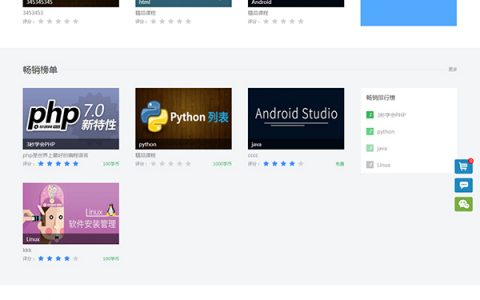 345345345
html
Android
3453453
精品课程
精品课程
评分：
评分：
评分：
畅销榜单
更多
php 7.0
新特性
3秒学会PHP
Python 列表
python
Android Studio
java
php是世界上最好的编程语言
精品课程
cccc
评分：
100学币
评分：
1000学币
评分：
免费
Linux
软件安装管理
Linux
kkk
评分：
100学币
畅销排行榜
3秒学会PHP
python
java
Linux